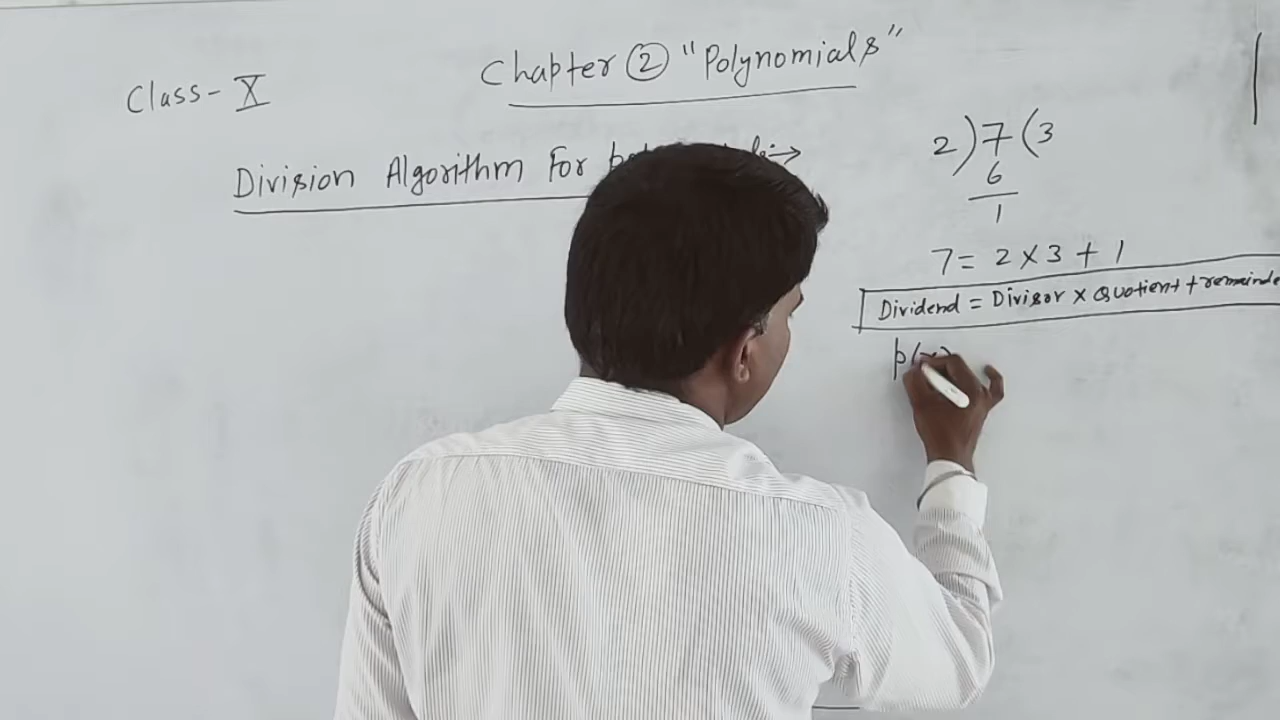 Chapter ② "Polynomials"
Class - X
Division Algorithm For
2)7(3
6
1
7 = 2 × 3 + 1
Dividend = Divisor × Quotient +
p(x)